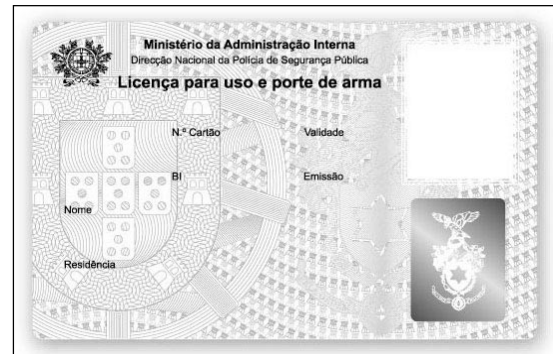 Ministério da Administração Interna
Direcção Nacional da Polícia de Segurança Pública
Licença para uso e porte de arma
N.º Cartão Validade
BI Emissão
Nome
Residência